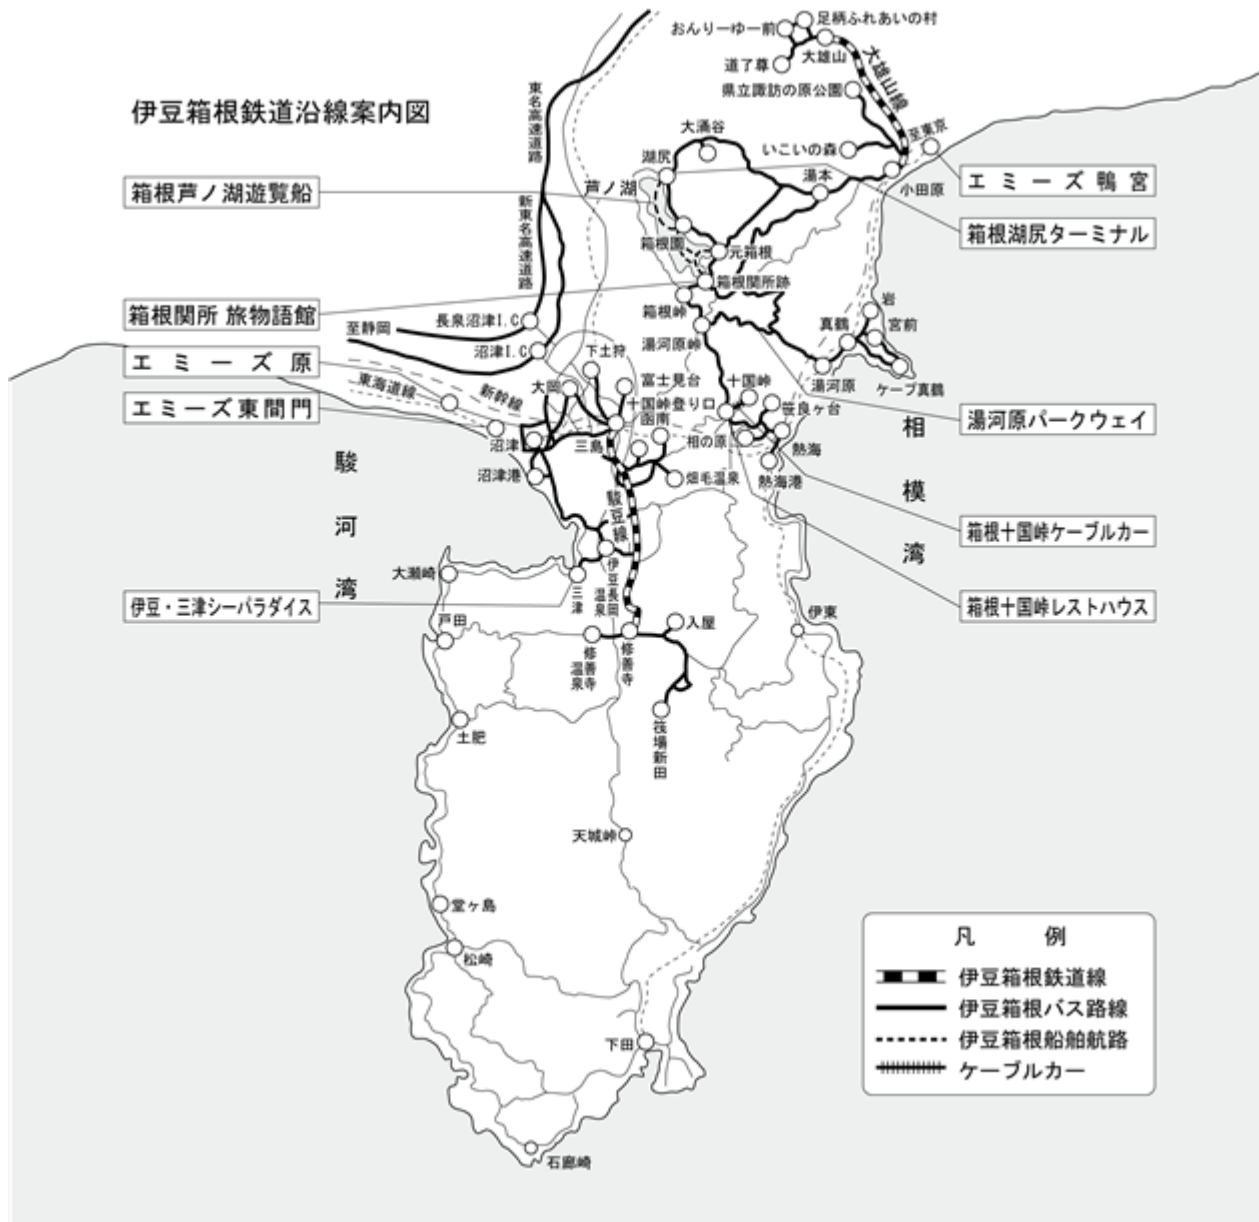 伊豆箱根鉄道沿線案内図
足柄ふれあいの村
おんりーゆー前
大雄山
道了尊
大雄山線
県立諏訪の原公園
いこいの森
至東京
小田原
エミーズ鴨宮
東名高速道路
新東名高速道路
大涌谷
湖尻
芦ノ湖
湯本
箱根芦ノ湖遊覧船
箱根湖尻ターミナル
箱根園
元箱根
箱根関所跡
箱根関所 旅物語館
箱根峠
湯河原峠
岩
真鶴
宮前
湯河原
ケープ真鶴
至静岡
長泉沼津I.C
沼津I.C
エミーズ原
エミーズ東間門
東海道線
新幹線
下土狩
大岡
富士見台
十国峠登り口
函南
十国峠
笹良ヶ台
湯河原パークウェイ
沼津
三島
相の原
熱海
沼津港
畑毛温泉
熱海港
駿河湾
相模湾
駿豆線
箱根十国峠ケーブルカー
伊豆長岡温泉
大瀬崎
三津
伊豆・三津シーパラダイス
箱根十国峠レストハウス
戸田
入屋
伊東
修善寺温泉
修善寺
土肥
筏場新田
天城峠
堂ヶ島
松崎
下田
石廊崎
凡例
伊豆箱根鉄道線
伊豆箱根バス路線
伊豆箱根船舶航路
ケーブルカー